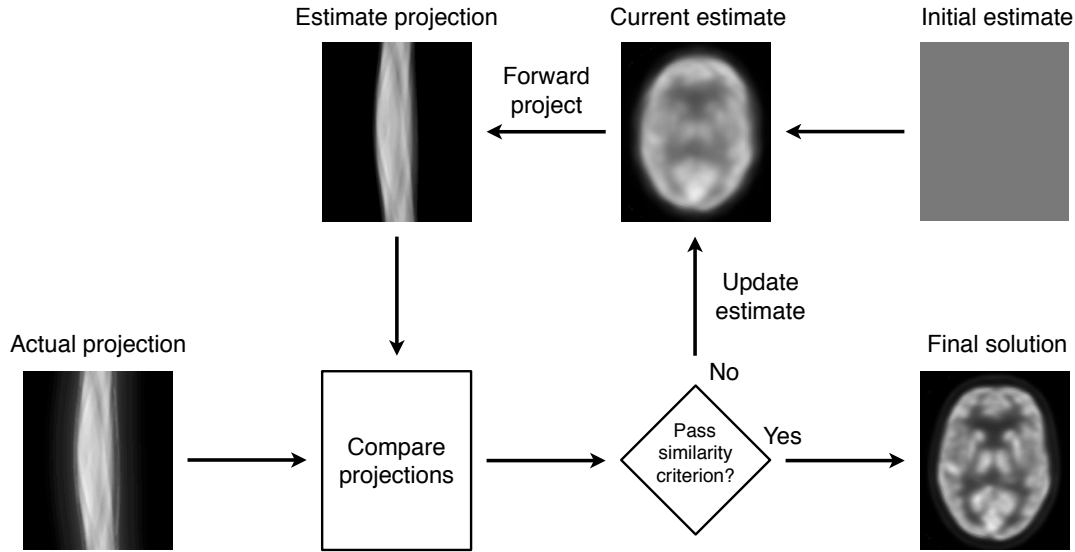 Estimate projection
Current estimate
Initial estimate
Forward
project
Update
estimate
Actual projection
Final solution
No
Compare
projections
Pass
similarity
criterion?
Yes